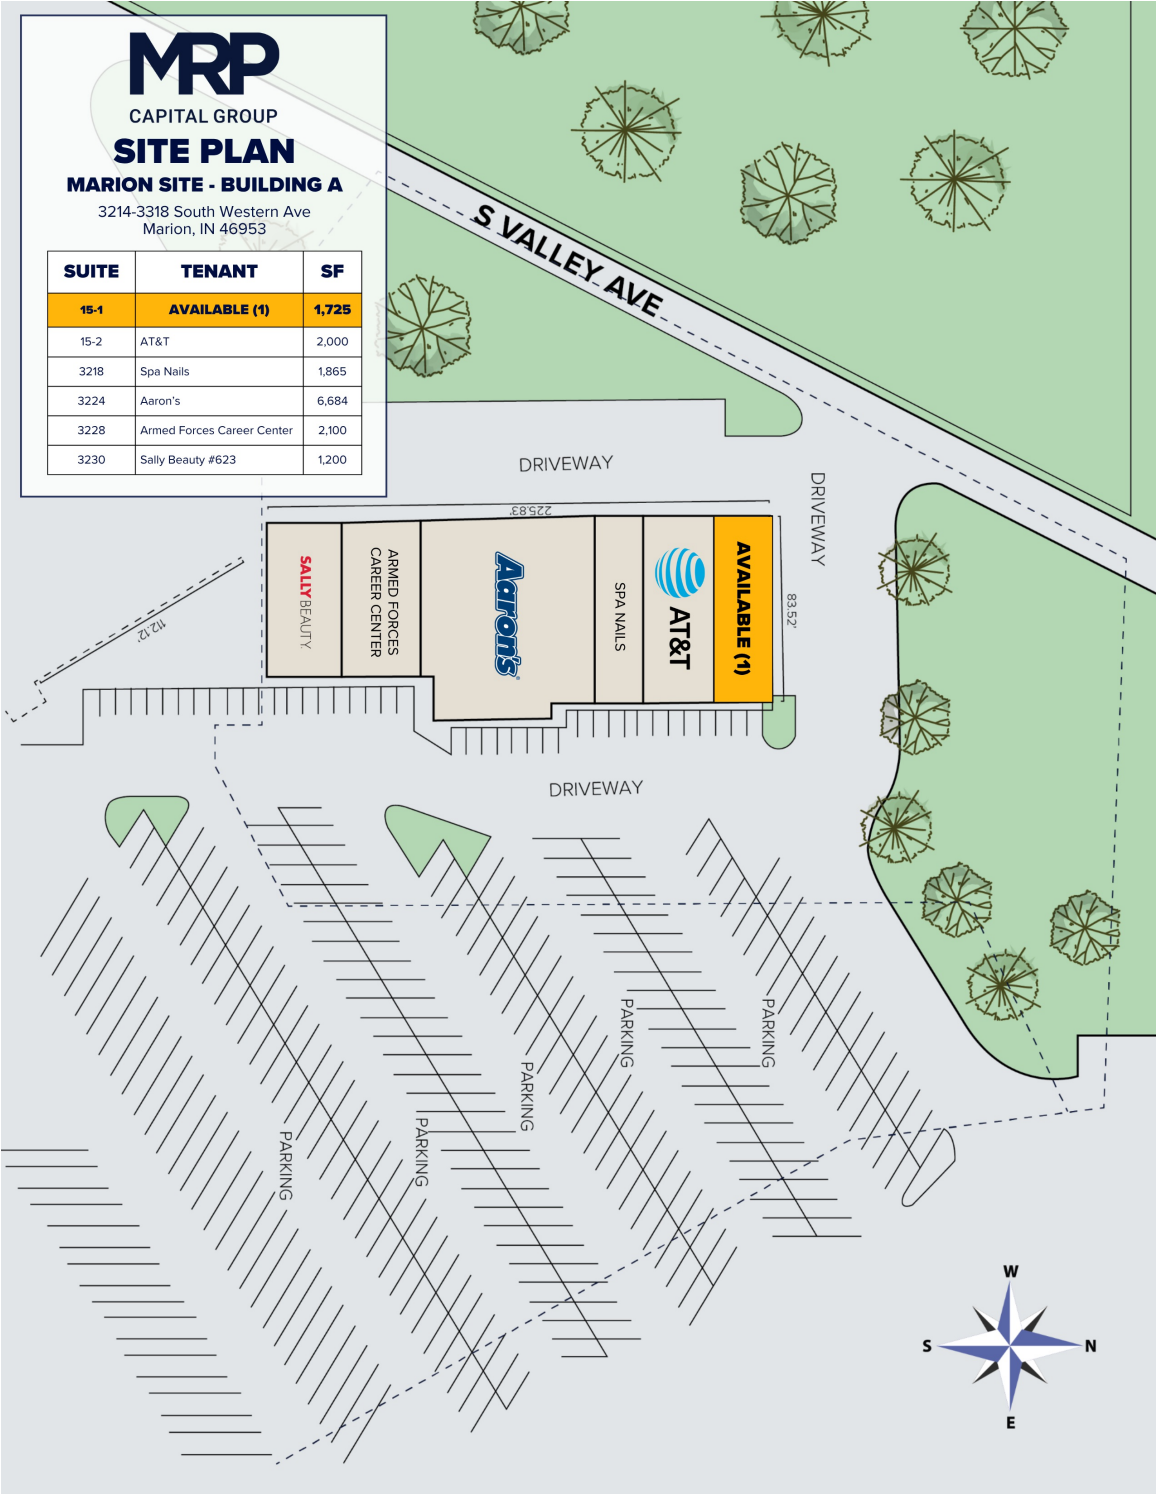 MRP
CAPITAL GROUP
SITE PLAN
MARION SITE - BUILDING A
3214-3318 South Western Ave
Marion, IN 46953
SUITE TENANT SF
15-1 AVAILABLE (1) 1,725
15-2 AT&T 2,000
3218 Spa Nails 1,865
3224 Aaron's 6,684
3228 Armed Forces Career Center 2,100
3230 Sally Beauty #623 1,200
S VALLEY AVE
DRIVEWAY
DRIVEWAY
225.83'
83.52'
112.12'
SALLY BEAUTY
ARMED FORCES
CAREER CENTER
Aaron's
SPA NAILS
AT&T
AVAILABLE (1)
DRIVEWAY
PARKING
PARKING
PARKING
PARKING
PARKING
W
S N
E